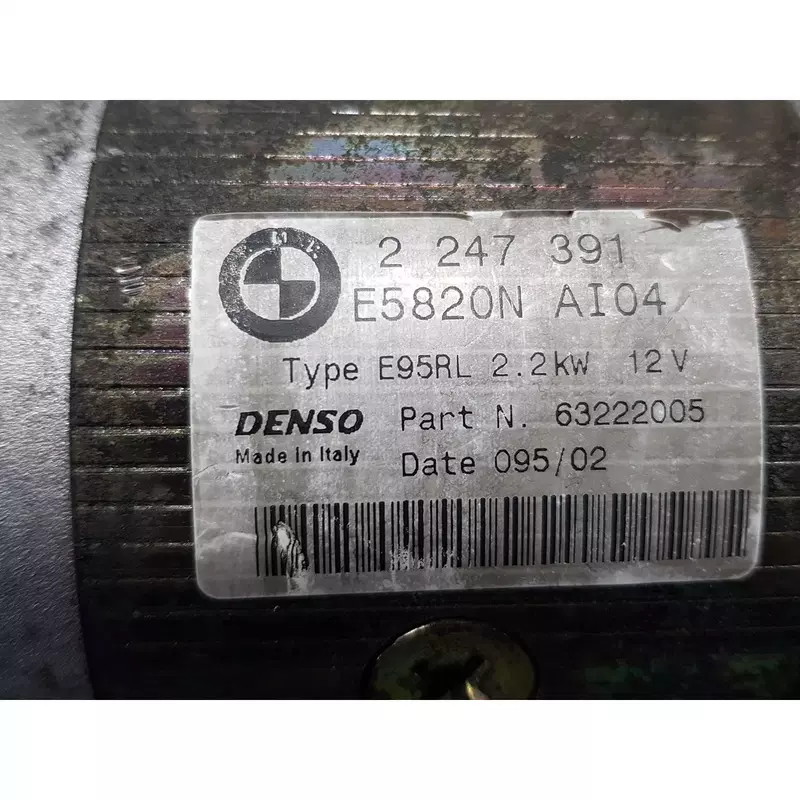 2 247 391
E5820N AI04
Type E95RL 2.2kW 12V
DENSO Part N. 63222005
Made in Italy Date 095/02